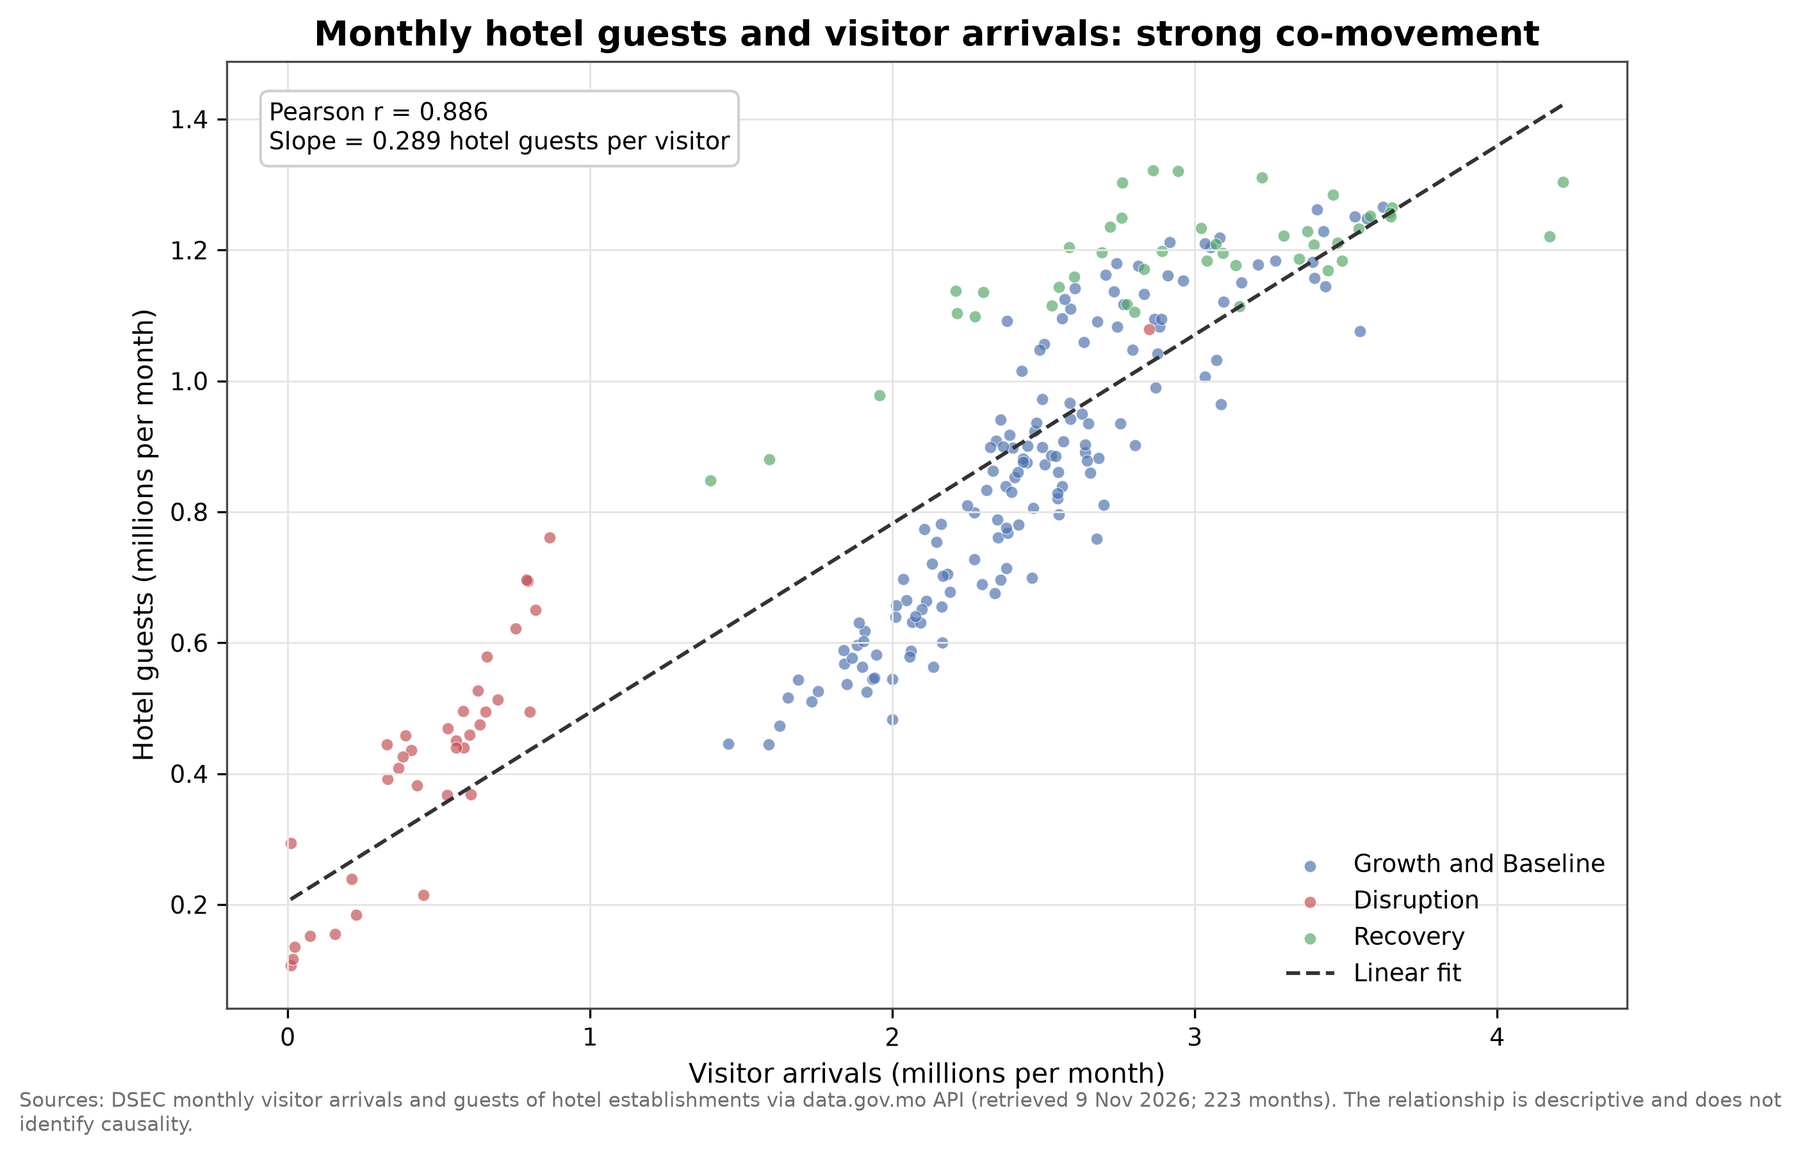 Monthly hotel guests and visitor arrivals: strong co-movement
Pearson r = 0.886
Slope = 0.289 hotel guests per visitor
Hotel guests (millions per month)
1.4
1.2
1.0
0.8
0.6
0.4
0.2
Growth and Baseline
Disruption
Recovery
Linear fit
0
1
2
3
4
Visitor arrivals (millions per month)
Sources: DSEC monthly visitor arrivals and guests of hotel establishments via data.gov.mo API (retrieved 9 Nov 2026; 223 months). The relationship is descriptive and does not
identify causality.